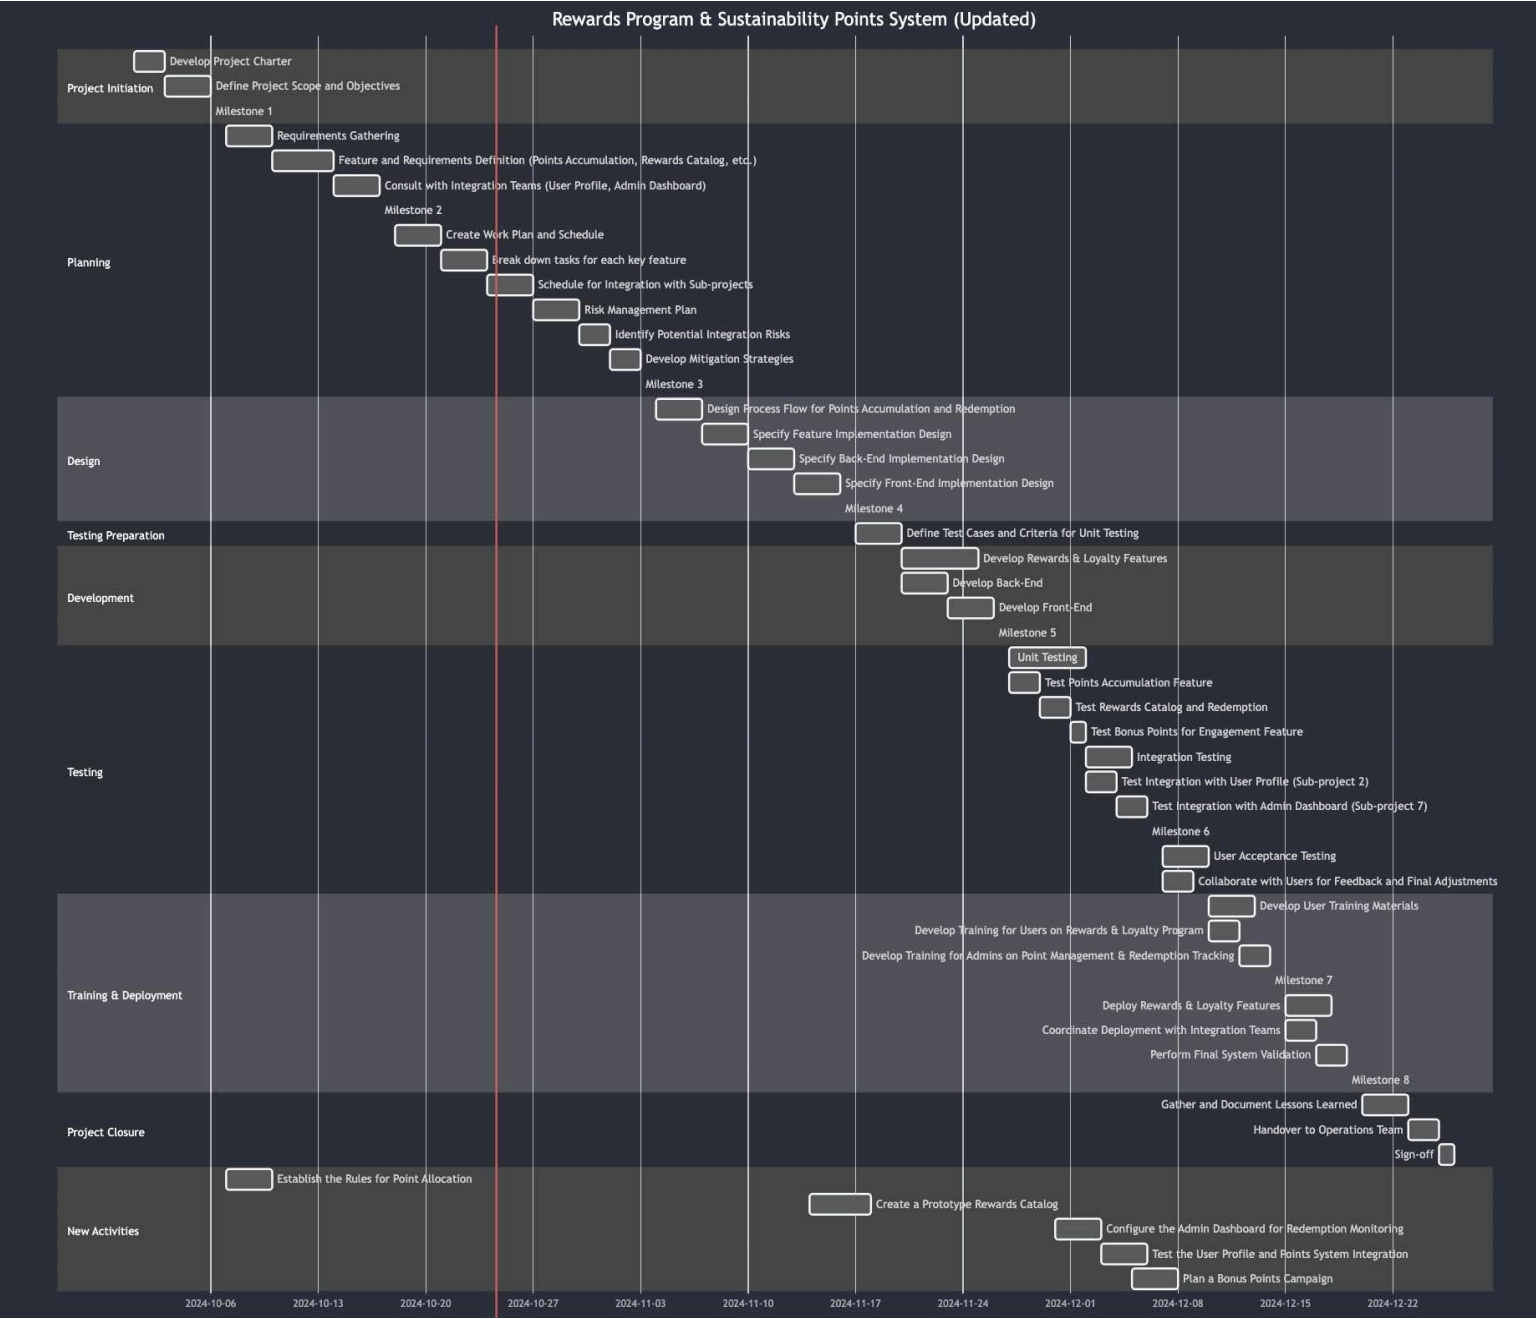 Rewards Program & Sustainability Points System (Updated)
Develop Project Charter
Project Initiation
Define Project Scope and Objectives
Milestone 1
Requirements Gathering
Feature and Requirements Definition (Points Accumulation, Rewards Catalog, etc.)
Consult with Integration Teams (User Profile, Admin Dashboard)
Milestone 2
Create Work Plan and Schedule
Planning
Break down tasks for each key feature
Schedule for Integration with Sub-projects
Risk Management Plan
Identify Potential Integration Risks
Develop Mitigation Strategies
Milestone 3
Design Process Flow for Points Accumulation and Redemption
Specify Feature Implementation Design
Design
Specify Back-End Implementation Design
Specify Front-End Implementation Design
Milestone 4
Testing Preparation
Define Test Cases and Criteria for Unit Testing
Develop Rewards & Loyalty Features
Develop Back-End
Development
Develop Front-End
Milestone 5
Unit Testing
Test Points Accumulation Feature
Test Rewards Catalog and Redemption
Test Bonus Points for Engagement Feature
Integration Testing
Testing
Test Integration with User Profile (Sub-project 2)
Test Integration with Admin Dashboard (Sub-project 7)
Milestone 6
User Acceptance Testing
Collaborate with Users for Feedback and Final Adjustments
Develop User Training Materials
Develop Training for Users on Rewards & Loyalty Program
Develop Training for Admins on Point Management & Redemption Tracking
Milestone 7
Training & Deployment
Deploy Rewards & Loyalty Features
Coordinate Deployment with Integration Teams
Perform Final System Validation
Milestone 8
Gather and Document Lessons Learned
Project Closure
Handover to Operations Team
Sign-off
Establish the Rules for Point Allocation
Create a Prototype Rewards Catalog
New Activities
Configure the Admin Dashboard for Redemption Monitoring
Test the User Profile and Points System Integration
Plan a Bonus Points Campaign
2024-10-06 2024-10-13 2024-10-20 2024-10-27 2024-11-03 2024-11-10 2024-11-17 2024-11-24 2024-12-01 2024-12-08 2024-12-15 2024-12-22